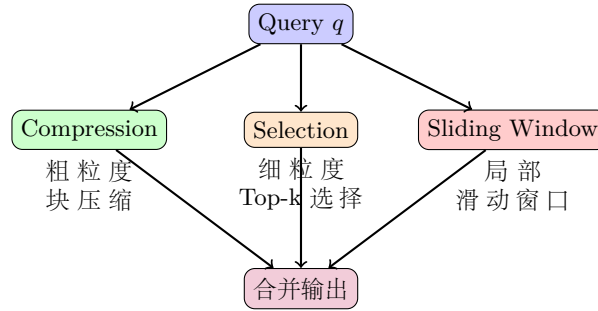 Query q
Compression
Selection
Sliding Window
粗粒度
块压缩
细粒度
Top-k 选择
局部
滑动窗口
合并输出